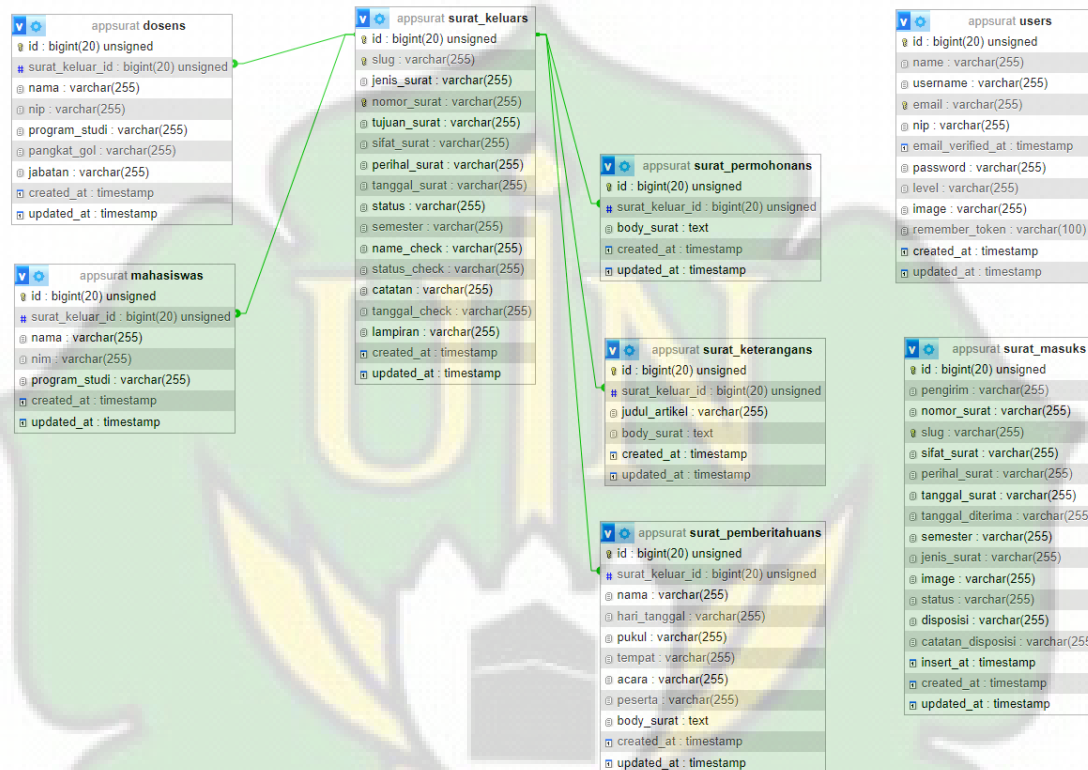 appsurat dosens
id : bigint(20) unsigned
surat_keluar_id : bigint(20) unsigned
nama : varchar(255)
nip : varchar(255)
program_studi : varchar(255)
pangkat_gol : varchar(255)
jabatan : varchar(255)
created_at : timestamp
updated_at : timestamp
appsurat mahasiswas
id : bigint(20) unsigned
surat_keluar_id : bigint(20) unsigned
nama : varchar(255)
nim : varchar(255)
program_studi : varchar(255)
created_at : timestamp
updated_at : timestamp
appsurat surat_keluars
id : bigint(20) unsigned
slug : varchar(255)
jenis_surat : varchar(255)
nomor_surat : varchar(255)
tujuan_surat : varchar(255)
sifat_surat : varchar(255)
perihal_surat : varchar(255)
tanggal_surat : varchar(255)
status : varchar(255)
semester : varchar(255)
name_check : varchar(255)
status_check : varchar(255)
catatan : varchar(255)
tanggal_check : varchar(255)
lampiran : varchar(255)
created_at : timestamp
updated_at : timestamp
appsurat surat_permohonans
id : bigint(20) unsigned
surat_keluar_id : bigint(20) unsigned
body_surat : text
created_at : timestamp
updated_at : timestamp
appsurat surat_keterangans
id : bigint(20) unsigned
surat_keluar_id : bigint(20) unsigned
judul_artikel : varchar(255)
body_surat : text
created_at : timestamp
updated_at : timestamp
appsurat surat_pemberitahuans
id : bigint(20) unsigned
surat_keluar_id : bigint(20) unsigned
nama : varchar(255)
hari_tanggal : varchar(255)
pukul : varchar(255)
tempat : varchar(255)
acara : varchar(255)
peserta : varchar(255)
body_surat : text
created_at : timestamp
updated_at : timestamp
appsurat users
id : bigint(20) unsigned
name : varchar(255)
username : varchar(255)
email : varchar(255)
nip : varchar(255)
email_verified_at : timestamp
password : varchar(255)
level : varchar(255)
image : varchar(255)
remember_token : varchar(100)
created_at : timestamp
updated_at : timestamp
appsurat surat_masuks
id : bigint(20) unsigned
pengirim : varchar(255)
nomor_surat : varchar(255)
slug : varchar(255)
sifat_surat : varchar(255)
perihal_surat : varchar(255)
tanggal_surat : varchar(255)
tanggal_diterima : varchar(255
semester : varchar(255)
jenis_surat : varchar(255)
image : varchar(255)
status : varchar(255)
disposisi : varchar(255)
catatan_disposisi : varchar(255
insert_at : timestamp
created_at : timestamp
updated_at : timestamp
UIN